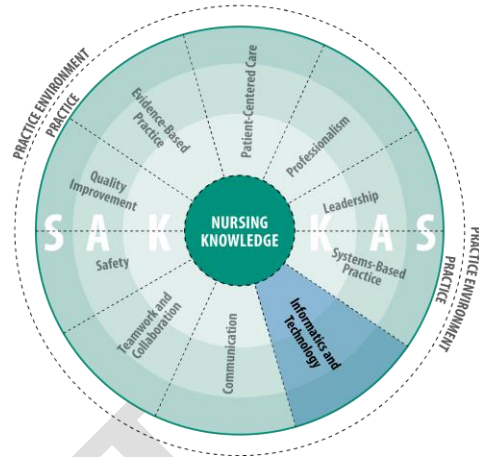 PRACTICE ENVIRONMENT
PRACTICE
Evidence-Based
Practice
Patient-Centered Care
Professionalism
Quality
Improvement
Leadership
S A K
NURSING
KNOWLEDGE
K A S
Safety
Systems-Based
Practice
Teamwork and
Collaboration
Communication
Informatics and
Technology
PRACTICE
PRACTICE ENVIRONMENT